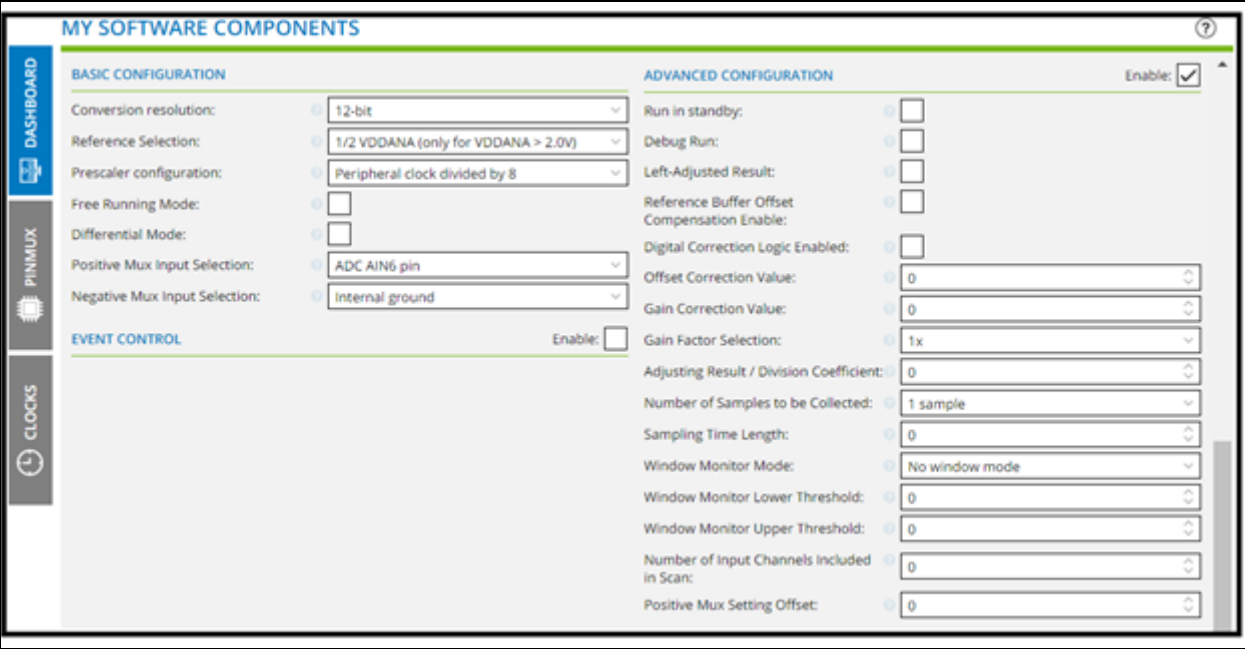 MY SOFTWARE COMPONENTS
?
DASHBOARD
PINMUX
CLOCKS
BASIC CONFIGURATION
Conversion resolution: 12-bit
Reference Selection: 1/2 VDDANA (only for VDDANA > 2.0V)
Prescaler configuration: Peripheral clock divided by 8
Free Running Mode:
Differential Mode:
Positive Mux Input Selection: ADC AIN6 pin
Negative Mux Input Selection: Internal ground
EVENT CONTROL Enable:
ADVANCED CONFIGURATION Enable:
Run in standby:
Debug Run:
Left-Adjusted Result:
Reference Buffer Offset
Compensation Enable:
Digital Correction Logic Enabled:
Offset Correction Value: 0
Gain Correction Value: 0
Gain Factor Selection: 1x
Adjusting Result / Division Coefficient: 0
Number of Samples to be Collected: 1 sample
Sampling Time Length: 0
Window Monitor Mode: No window mode
Window Monitor Lower Threshold: 0
Window Monitor Upper Threshold: 0
Number of Input Channels Included
in Scan: 0
Positive Mux Setting Offset: 0